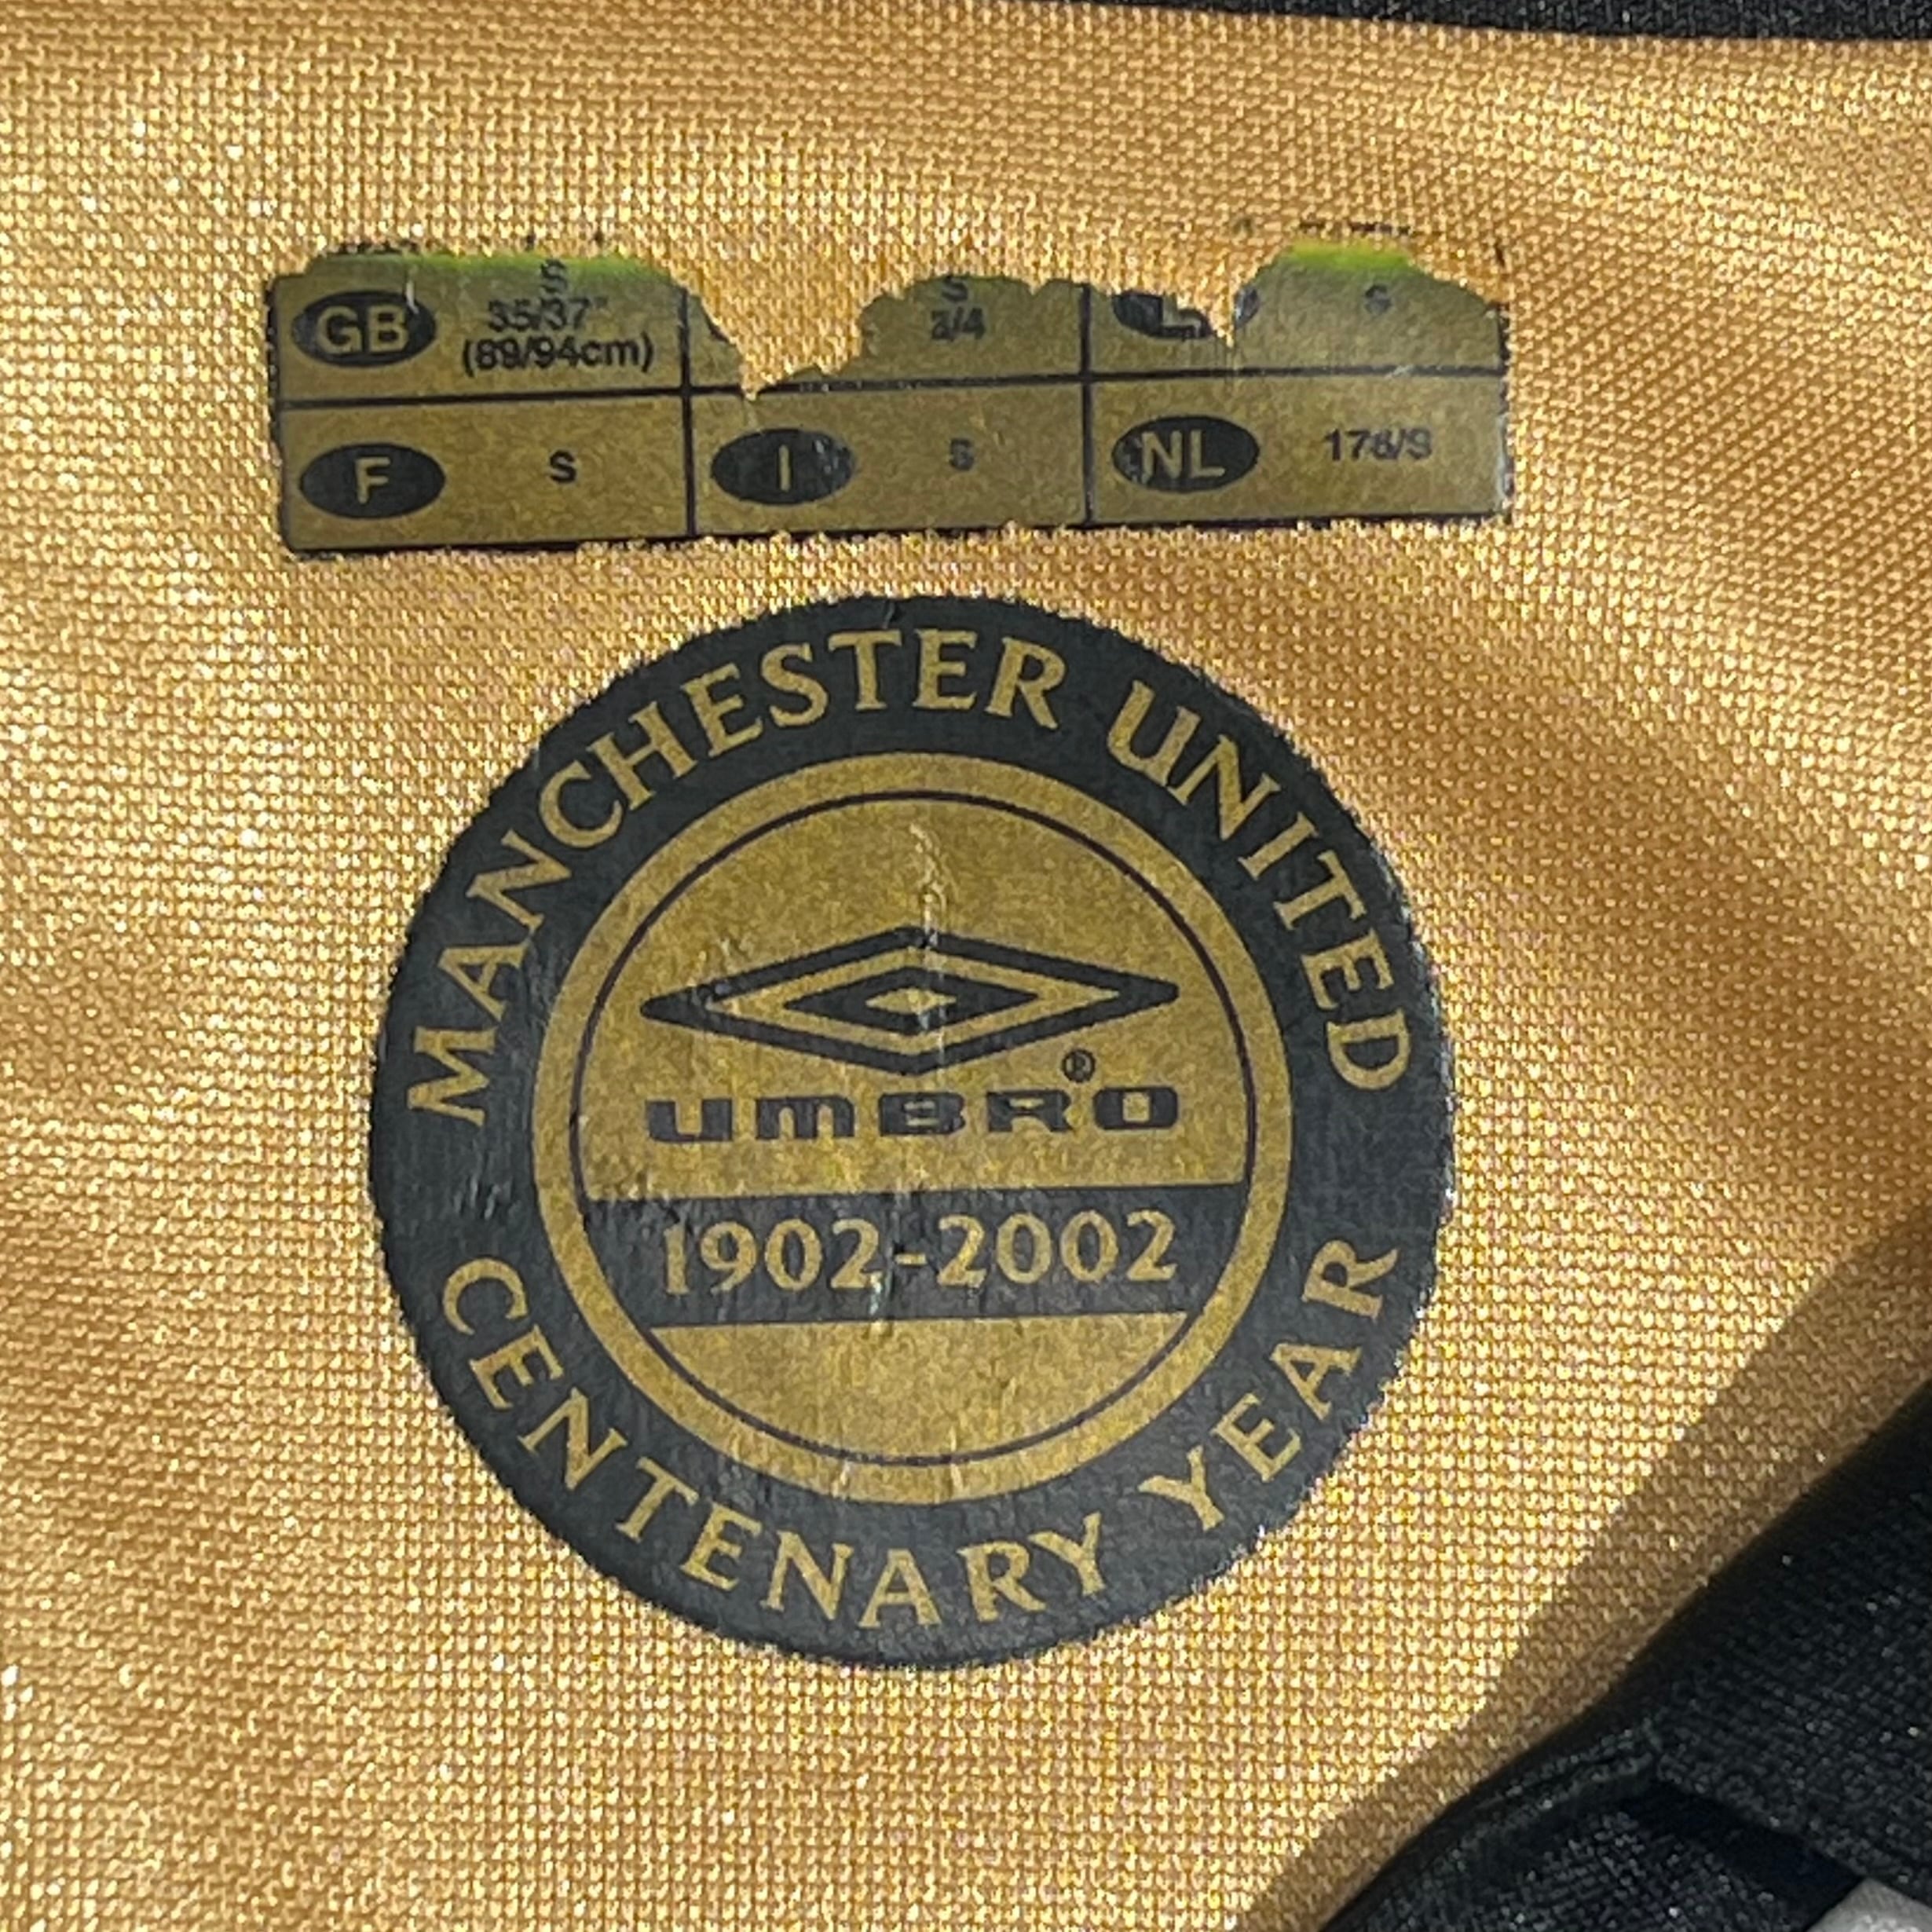 GB S 35/37" (89/94cm)
S 3/4
S
F S
I S
NL 176/S
MANCHESTER UNITED
UMBRO®
1902-2002
CENTENARY YEAR